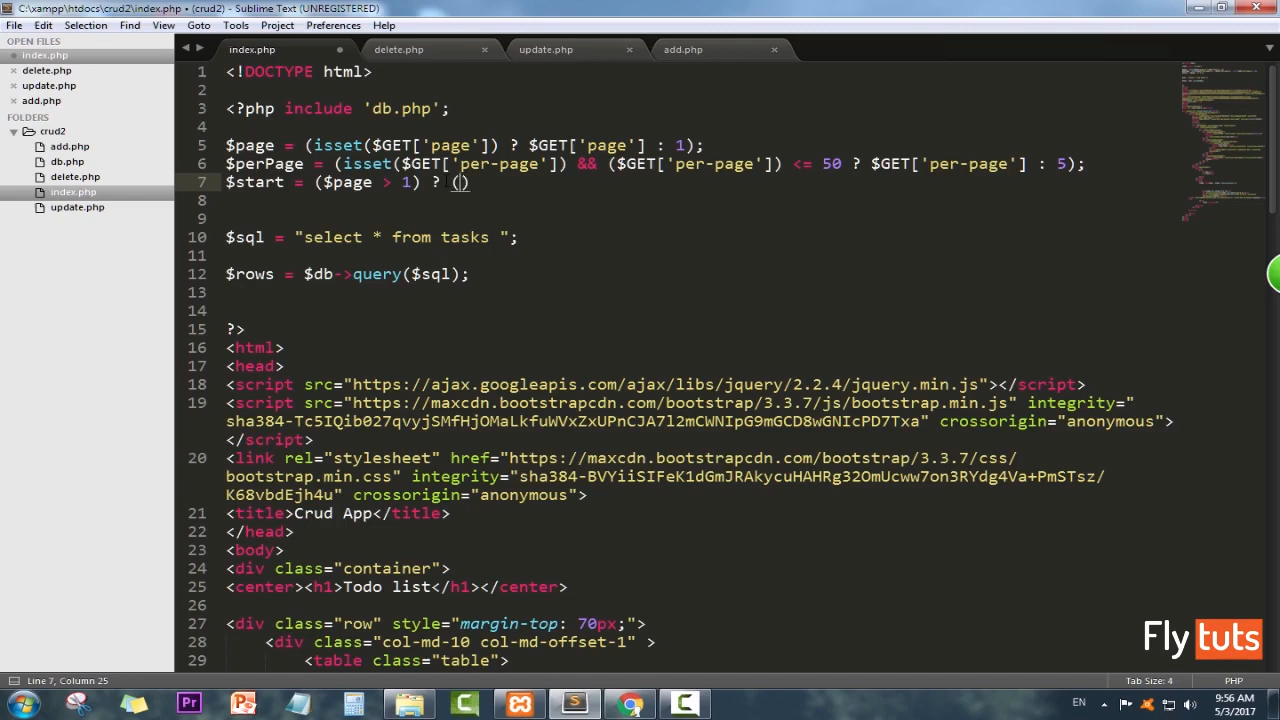 C:\xampp\htdocs\crud2\index.php • (crud2) - Sublime Text (UNREGISTERED)
File Edit Selection Find View Goto Tools Project Preferences Help
OPEN FILES
index.php
delete.php
update.php
add.php
FOLDERS
crud2
add.php
db.php
delete.php
index.php
update.php
index.php delete.php update.php add.php
1 <!DOCTYPE html>
2
3 <?php include 'db.php';
4
5 $page = (isset($GET['page']) ? $GET['page'] : 1);
6 $perPage = (isset($GET['per-page']) && ($GET['per-page']) <= 50 ? $GET['per-page'] : 5);
7 $start = ($page > 1) ? ()
8
9
10 $sql = "select * from tasks ";
11
12 $rows = $db->query($sql);
13
14
15 ?>
16 <html>
17 <head>
18 <script src="https://ajax.googleapis.com/ajax/libs/jquery/2.2.4/jquery.min.js"></script>
19 <script src="https://maxcdn.bootstrapcdn.com/bootstrap/3.3.7/js/bootstrap.min.js" integrity="
sha384-Tc5IQib027qvyjSMfHjOMaLkfuWVxZxUPnCJA7l2mCWNIpG9mGCD8wGNIcPD7Txa" crossorigin="anonymous">
</script>
20 <link rel="stylesheet" href="https://maxcdn.bootstrapcdn.com/bootstrap/3.3.7/css/
bootstrap.min.css" integrity="sha384-BVYiiSIFeK1dGmJRAkycuHAHRg32OmUcww7on3RYdg4Va+PmSTsz/
K68vbdEjh4u" crossorigin="anonymous">
21 <title>Crud App</title>
22 </head>
23 <body>
24 <div class="container">
25 <center><h1>Todo list</h1></center>
26
27 <div class="row" style="margin-top: 70px;">
28 <div class="col-md-10 col-md-offset-1" >
29 <table class="table">
Fly tuts
Line 7, Column 25
Tab Size: 4
PHP
EN
9:56 AM
5/3/2017